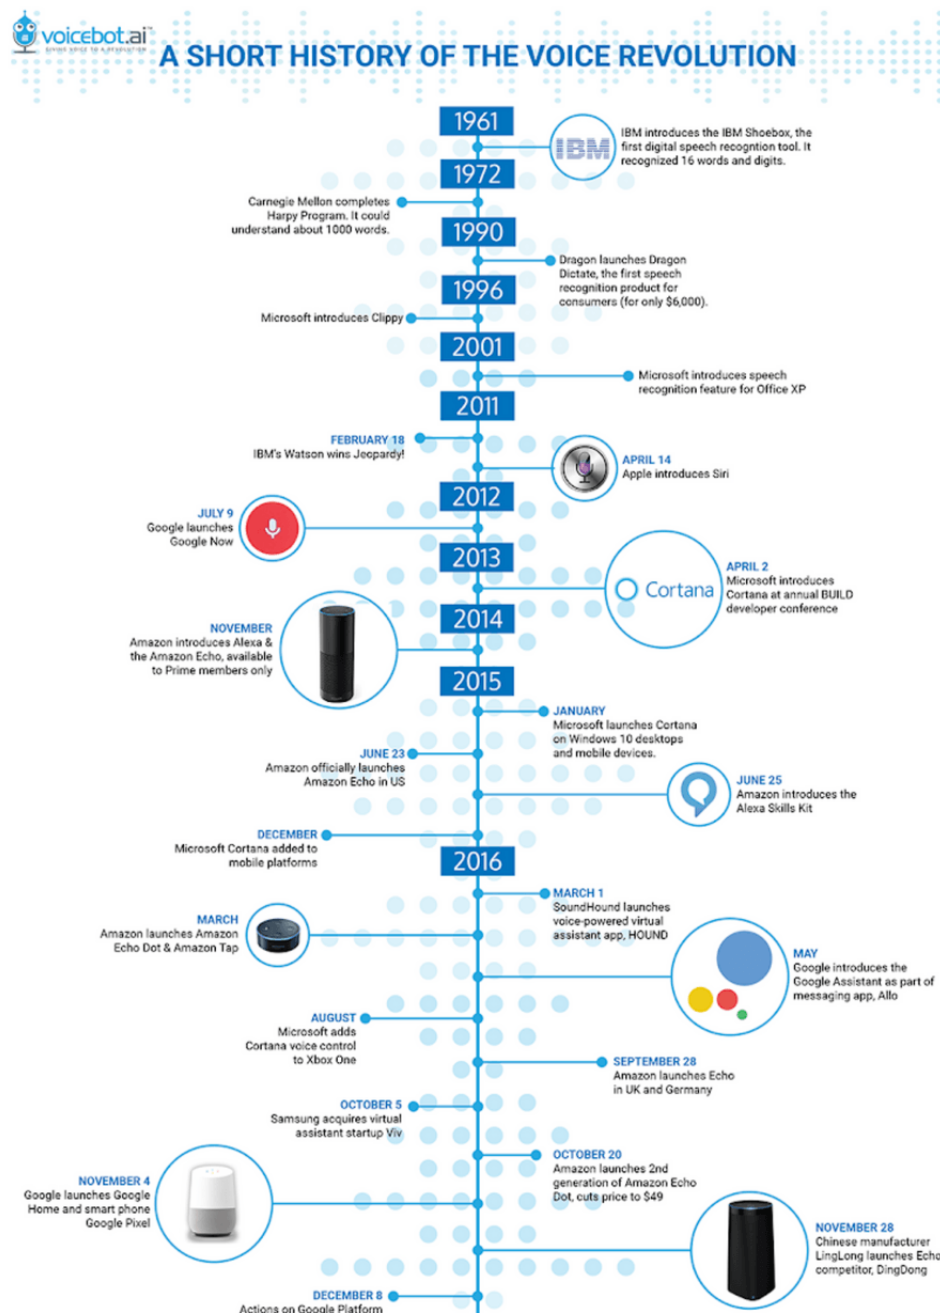 voicebot.ai
GIVING VOICE TO A REVOLUTION
A SHORT HISTORY OF THE VOICE REVOLUTION
1961
IBM
IBM introduces the IBM Shoebox, the
first digital speech recogntion tool. It
recognized 16 words and digits.
1972
Carnegie Mellon completes
Harpy Program. It could
understand about 1000 words.
1990
Dragon launches Dragon
Dictate, the first speech
recognition product for
consumers (for only $6,000).
1996
Microsoft introduces Clippy
2001
Microsoft introduces speech
recognition feature for Office XP
2011
FEBRUARY 18
IBM's Watson wins Jeopardy!
APRIL 14
Apple introduces Siri
2012
JULY 9
Google launches
Google Now
2013
Cortana
APRIL 2
Microsoft introduces
Cortana at annual BUILD
developer conference
2014
NOVEMBER
Amazon introduces Alexa &
the Amazon Echo, available
to Prime members only
2015
JANUARY
Microsoft launches Cortana
on Windows 10 desktops
and mobile devices.
JUNE 23
Amazon officially launches
Amazon Echo in US
JUNE 25
Amazon introduces the
Alexa Skills Kit
DECEMBER
Microsoft Cortana added to
mobile platforms
2016
MARCH 1
SoundHound launches
voice-powered virtual
assistant app, HOUND
MARCH
Amazon launches Amazon
Echo Dot & Amazon Tap
MAY
Google introduces the
Google Assistant as part of
messaging app, Allo
AUGUST
Microsoft adds
Cortana voice control
to Xbox One
SEPTEMBER 28
Amazon launches Echo
in UK and Germany
OCTOBER 5
Samsung acquires virtual
assistant startup Viv
OCTOBER 20
Amazon launches 2nd
generation of Amazon Echo
Dot, cuts price to $49
NOVEMBER 4
Google launches Google
Home and smart phone
Google Pixel
NOVEMBER 28
Chinese manufacturer
LingLong launches Echo
competitor, DingDong
DECEMBER 8
Actions on Google Platform